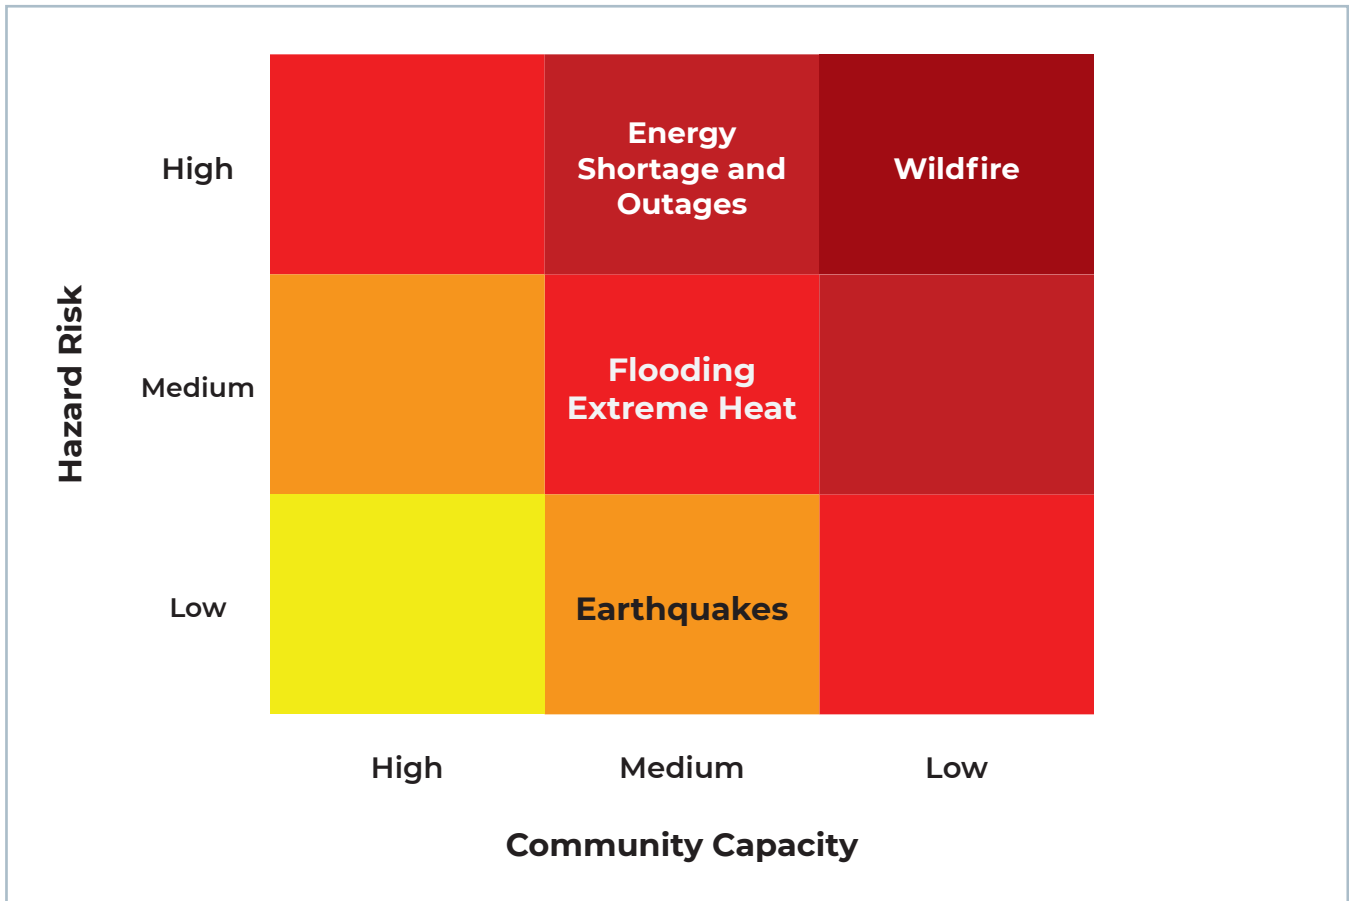 Energy
Shortage and
Outages
Wildfire
High
Hazard Risk
Medium
Flooding
Extreme Heat
Low
Earthquakes
High
Medium
Low
Community Capacity